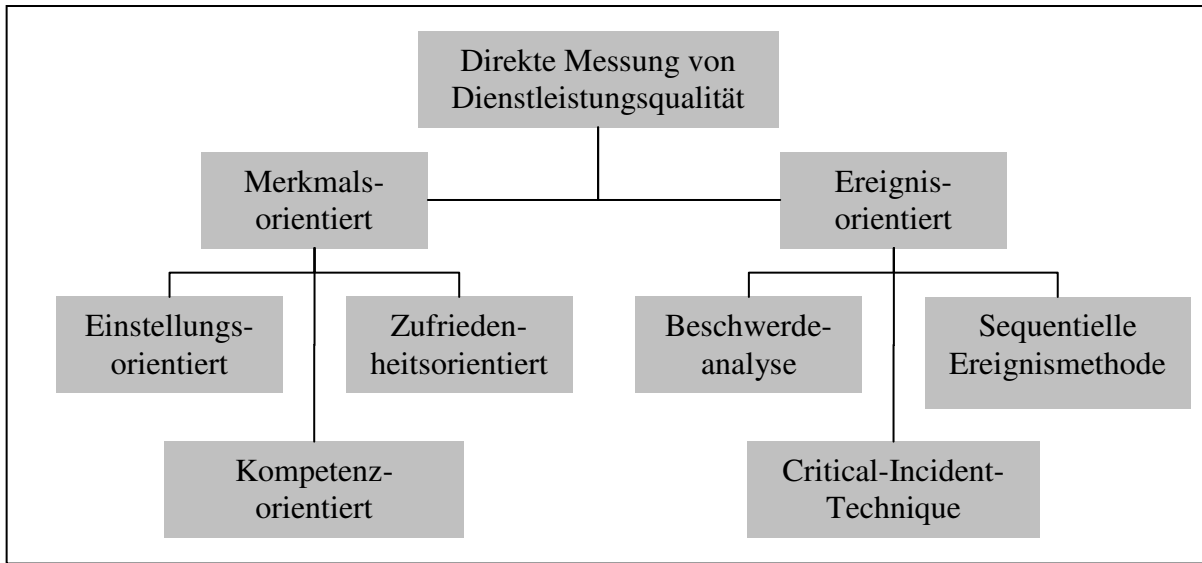 Direkte Messung von
Dienstleistungsqualität
Merkmals-
orientiert
Ereignis-
orientiert
Einstellungs-
orientiert
Zufrieden-
heitsorientiert
Beschwerde-
analyse
Sequentielle
Ereignismethode
Kompetenz-
orientiert
Critical-Incident-
Technique